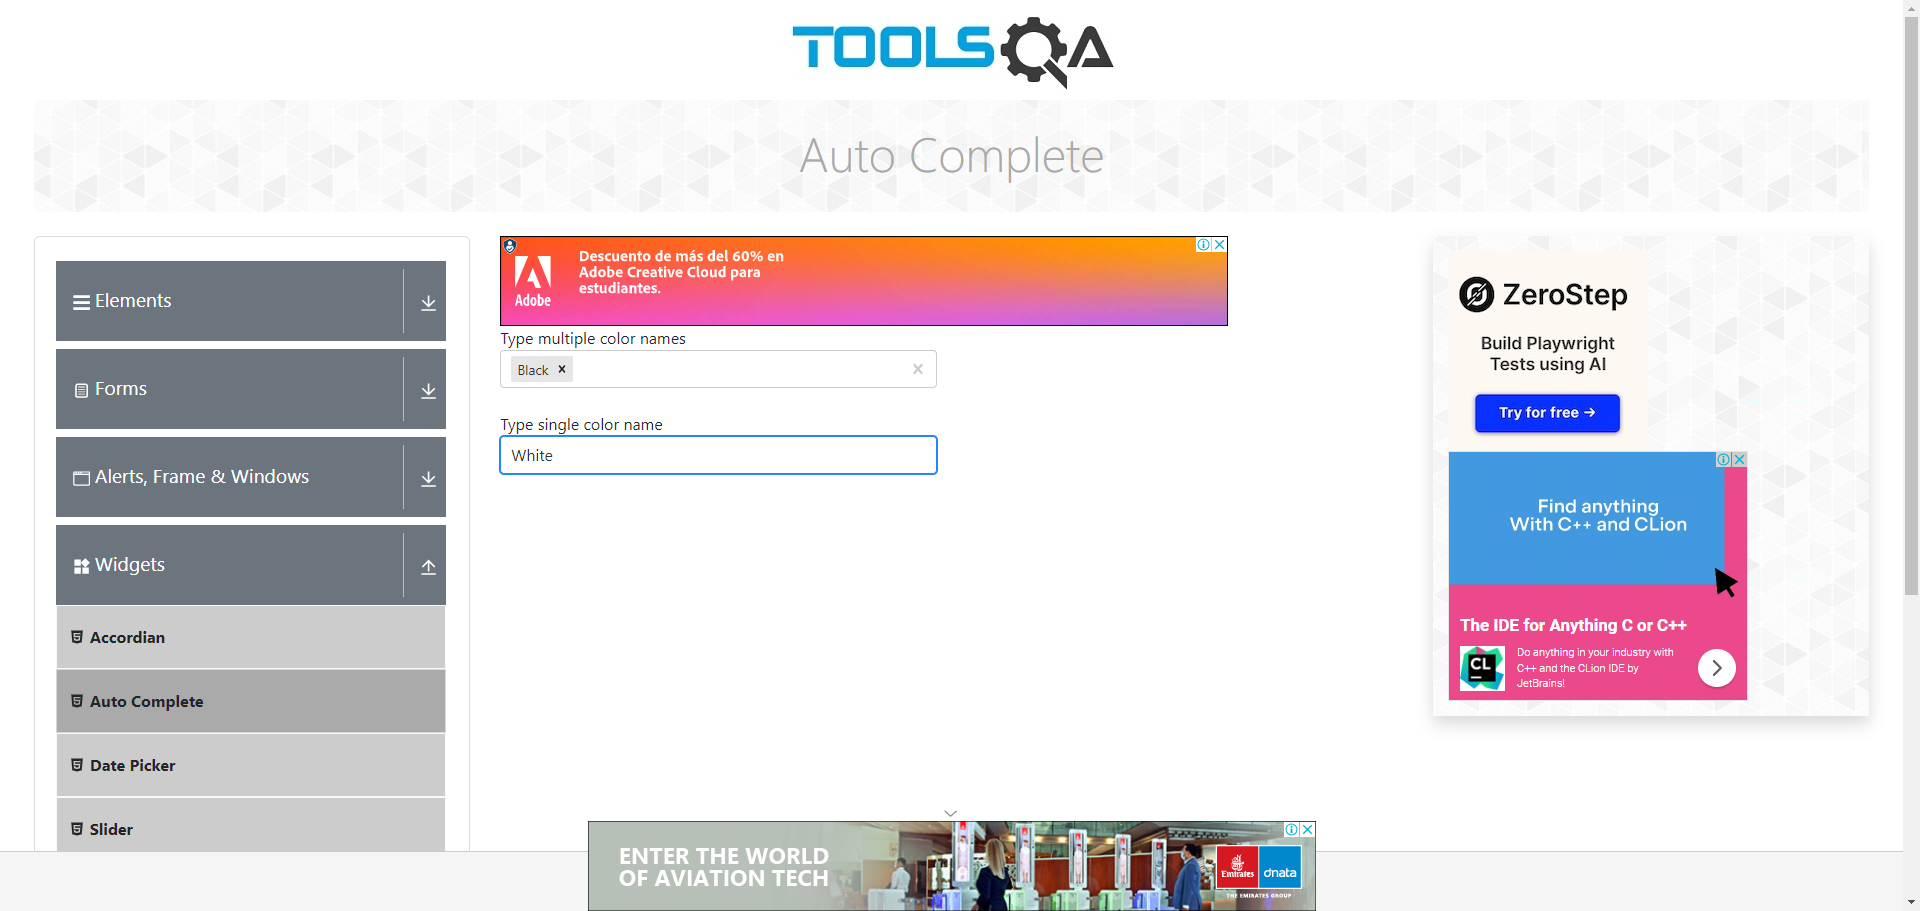 TOOLSQA
Auto Complete
Elements
Forms
Alerts, Frame & Windows
Widgets
Accordian
Auto Complete
Date Picker
Slider
Adobe
Descuento de más del 60% en
Adobe Creative Cloud para
estudiantes.
Type multiple color names
Black
Type single color name
White
ZeroStep
Build Playwright
Tests using AI
Try for free →
Find anything
With C++ and CLion
The IDE for Anything C or C++
CL
Do anything in your industry with
C++ and the CLion IDE by
JetBrains!
ENTER THE WORLD
OF AVIATION TECH
Emirates
dnata
THE EMIRATES GROUP